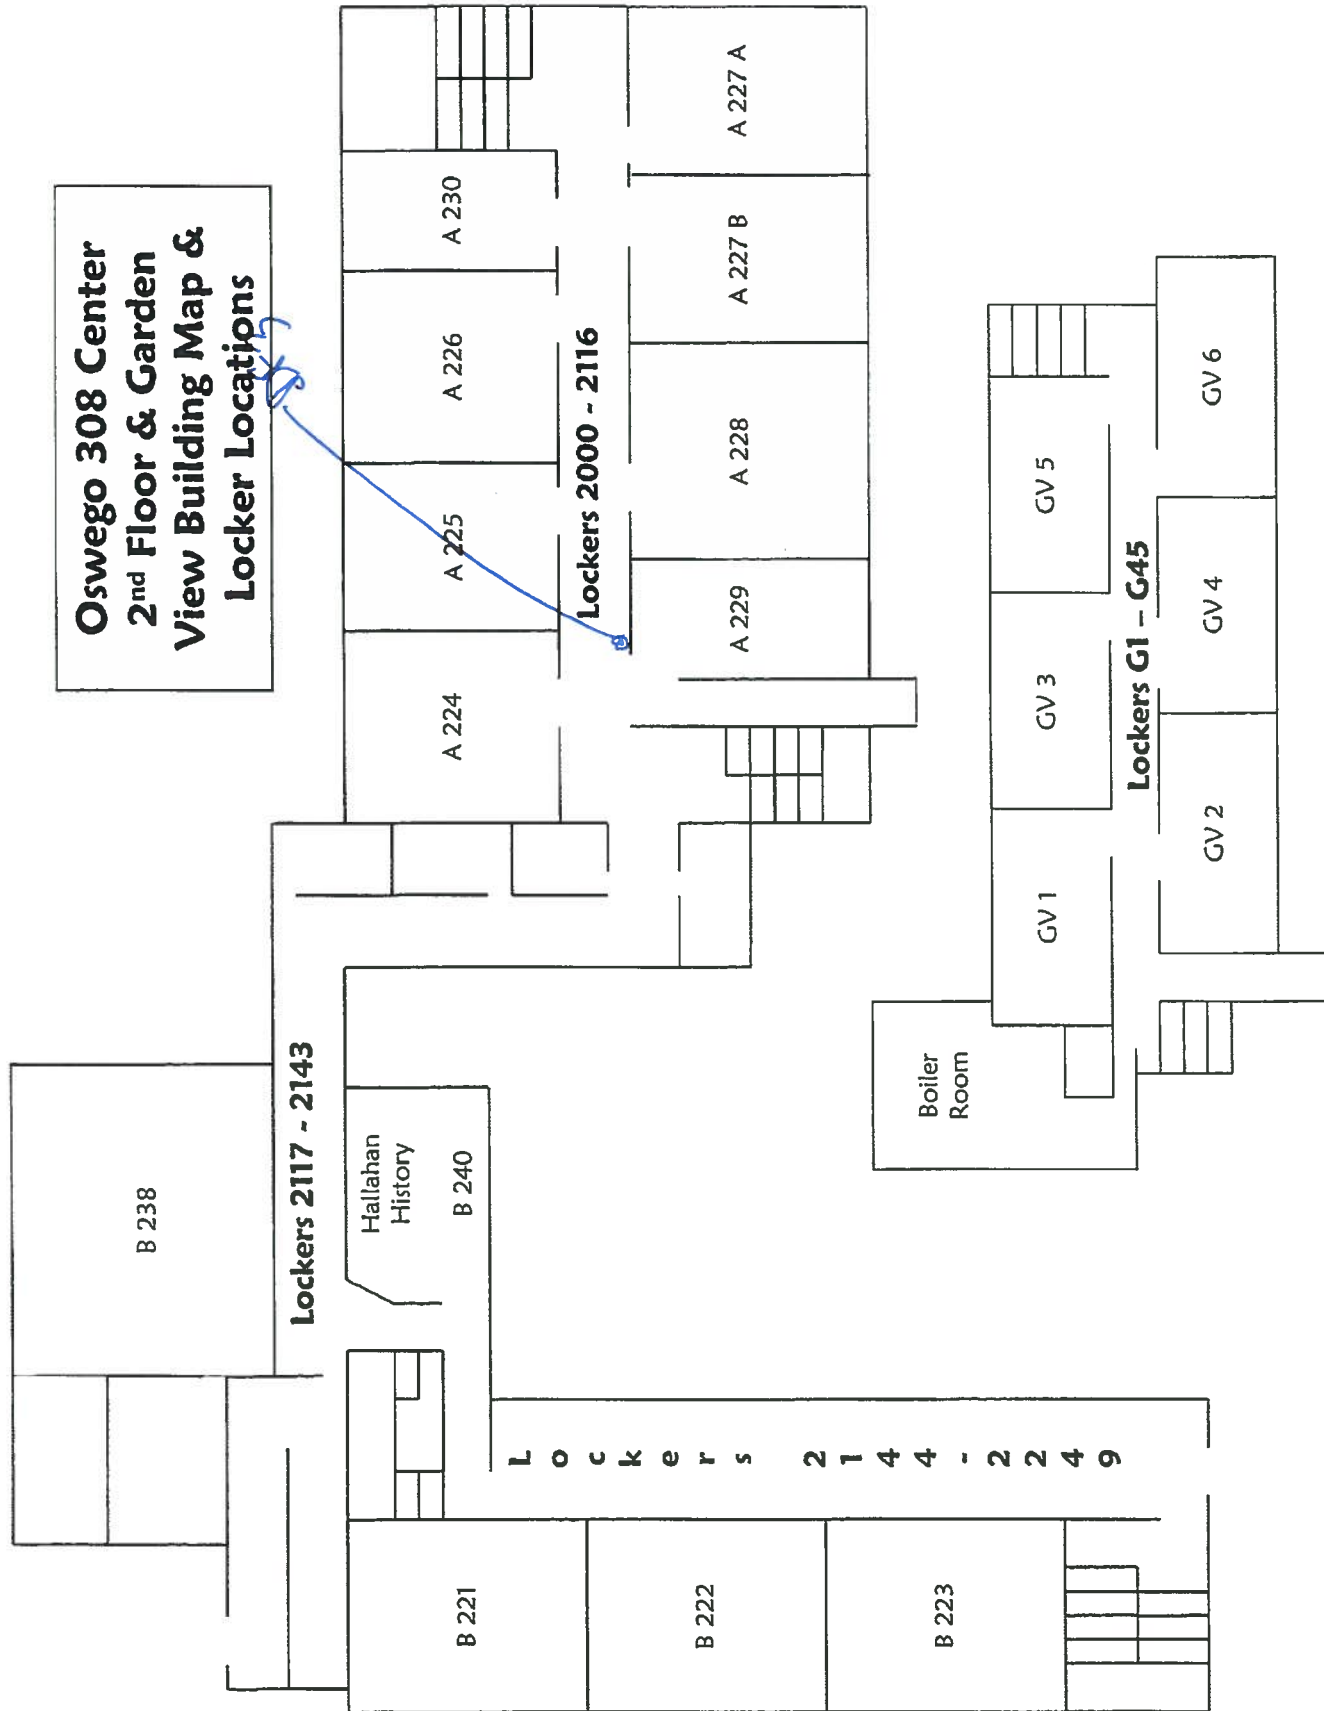 Oswego 308 Center
2nd Floor & Garden
View Building Map &
Locker Locations
B 238
Lockers 2117 - 2143
Hallahan
History
B 240
B 221
B 222
B 223
Lockers 2144-2249
A 224
A 225
A 226
A 230
Lockers 2000 - 2116
A 229
A 228
A 227 B
A 227 A
Boiler
Room
GV 1
GV 3
GV 5
Lockers G1 – G45
GV 2
GV 4
GV 6